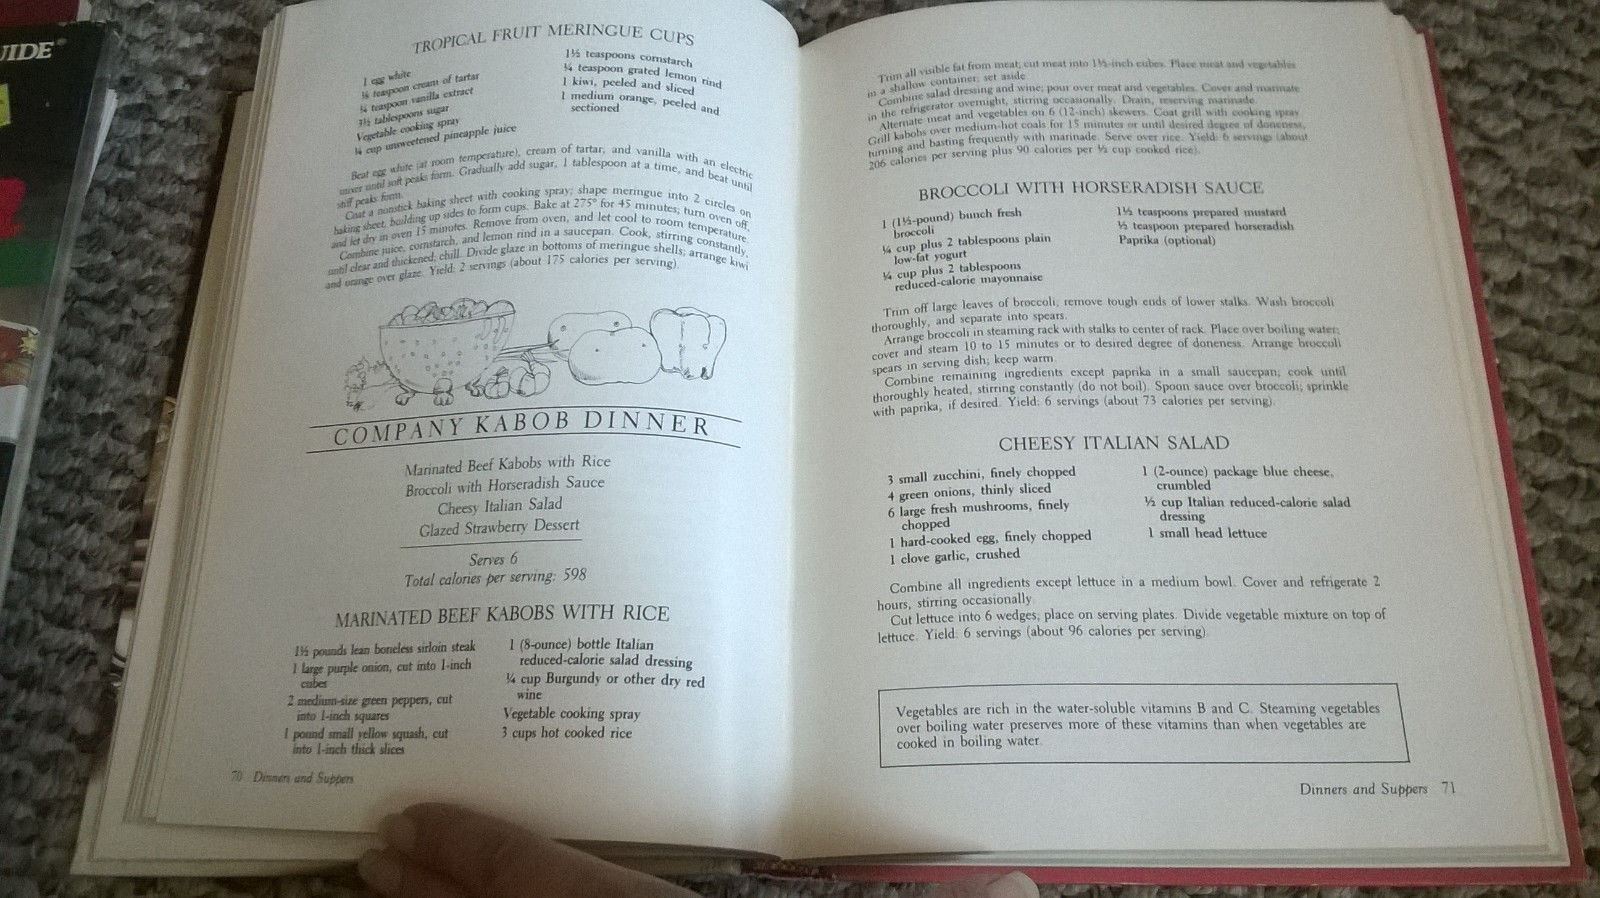 UIDE®
TROPICAL FRUIT MERINGUE CUPS
1 egg white
⅛ teaspoon cream of tartar
¼ teaspoon vanilla extract
3½ tablespoons sugar
Vegetable cooking spray
¼ cup unsweetened pineapple juice
1½ teaspoons cornstarch
¼ teaspoon grated lemon rind
1 kiwi, peeled and sliced
1 medium orange, peeled and
sectioned
Beat egg white (at room temperature), cream of tartar, and vanilla with an electric
mixer until soft peaks form. Gradually add sugar, 1 tablespoon at a time, and beat until
stiff peaks form.
Coat a nonstick baking sheet with cooking spray; shape meringue into 2 circles on
baking sheet, building up sides to form cups. Bake at 275° for 45 minutes; turn oven off,
and let dry in oven 15 minutes. Remove from oven, and let cool to room temperature.
Combine juice, cornstarch, and lemon rind in a saucepan. Cook, stirring constantly,
until clear and thickened; chill. Divide glaze in bottoms of meringue shells; arrange kiwi
and orange over glaze. Yield: 2 servings (about 175 calories per serving).
COMPANY KABOB DINNER
Marinated Beef Kabobs with Rice
Broccoli with Horseradish Sauce
Cheesy Italian Salad
Glazed Strawberry Dessert
Serves 6
Total calories per serving: 598
MARINATED BEEF KABOBS WITH RICE
1½ pounds lean boneless sirloin steak
1 large purple onion, cut into 1-inch
cubes
2 medium-size green peppers, cut
into 1-inch squares
1 pound small yellow squash, cut
into 1-inch thick slices
1 (8-ounce) bottle Italian
reduced-calorie salad dressing
¼ cup Burgundy or other dry red
wine
Vegetable cooking spray
3 cups hot cooked rice
70 Dinners and Suppers
Trim all visible fat from meat; cut meat into 1½-inch cubes. Place meat and vegetables
in a shallow container; set aside.
Combine salad dressing and wine; pour over meat and vegetables. Cover and marinate
in the refrigerator overnight, stirring occasionally. Drain, reserving marinade.
Alternate meat and vegetables on 6 (12-inch) skewers. Coat grill with cooking spray.
Grill kabobs over medium-hot coals for 15 minutes or until desired degree of doneness,
turning and basting frequently with marinade. Serve over rice. Yield: 6 servings (about
206 calories per serving plus 90 calories per ½ cup cooked rice).
BROCCOLI WITH HORSERADISH SAUCE
1 (1½-pound) bunch fresh
broccoli
¼ cup plus 2 tablespoons plain
low-fat yogurt
¼ cup plus 2 tablespoons
reduced-calorie mayonnaise
1½ teaspoons prepared mustard
½ teaspoon prepared horseradish
Paprika (optional)
Trim off large leaves of broccoli; remove tough ends of lower stalks. Wash broccoli
thoroughly, and separate into spears.
Arrange broccoli in steaming rack with stalks to center of rack. Place over boiling water;
cover and steam 10 to 15 minutes or to desired degree of doneness. Arrange broccoli
spears in serving dish; keep warm.
Combine remaining ingredients except paprika in a small saucepan; cook until
thoroughly heated, stirring constantly (do not boil). Spoon sauce over broccoli; sprinkle
with paprika, if desired. Yield: 6 servings (about 73 calories per serving).
CHEESY ITALIAN SALAD
3 small zucchini, finely chopped
4 green onions, thinly sliced
6 large fresh mushrooms, finely
chopped
1 hard-cooked egg, finely chopped
1 clove garlic, crushed
1 (2-ounce) package blue cheese,
crumbled
½ cup Italian reduced-calorie salad
dressing
1 small head lettuce
Combine all ingredients except lettuce in a medium bowl. Cover and refrigerate 2
hours, stirring occasionally.
Cut lettuce into 6 wedges; place on serving plates. Divide vegetable mixture on top of
lettuce. Yield: 6 servings (about 96 calories per serving).
Vegetables are rich in the water-soluble vitamins B and C. Steaming vegetables
over boiling water preserves more of these vitamins than when vegetables are
cooked in boiling water.
Dinners and Suppers 71